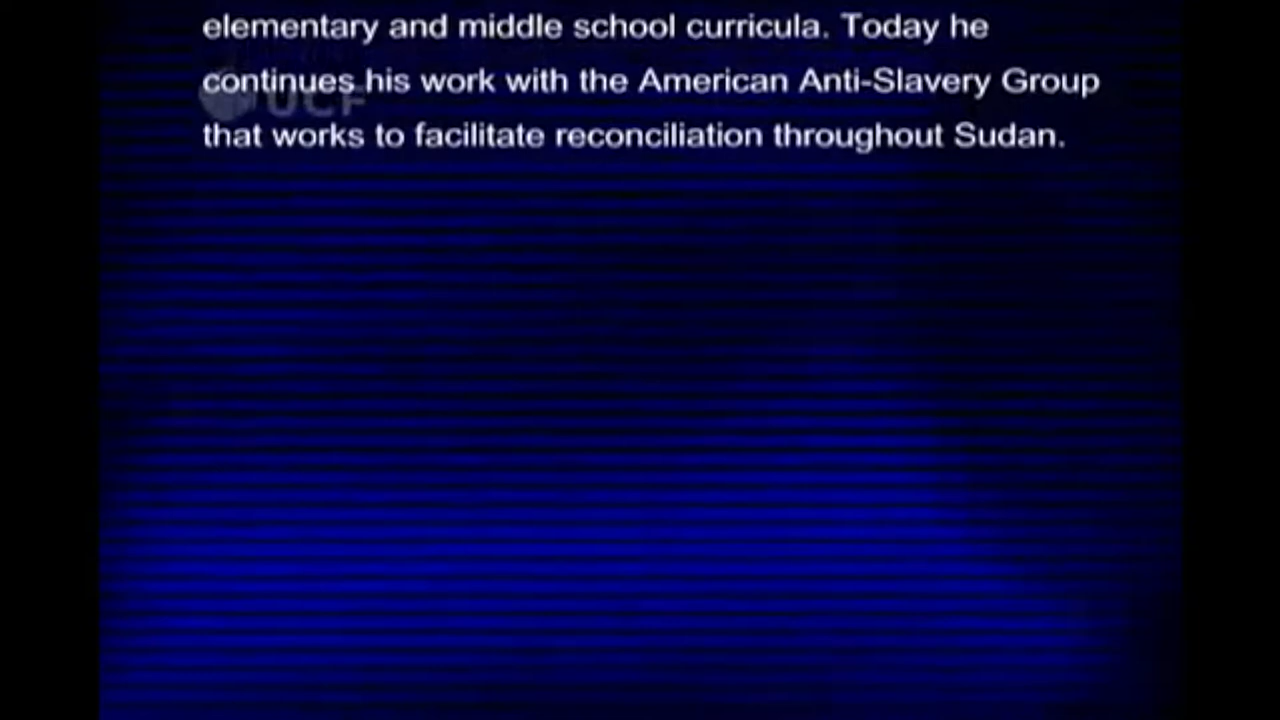 elementary and middle school curricula. Today he
continues his work with the American Anti-Slavery Group
UCF
that works to facilitate reconciliation throughout Sudan.